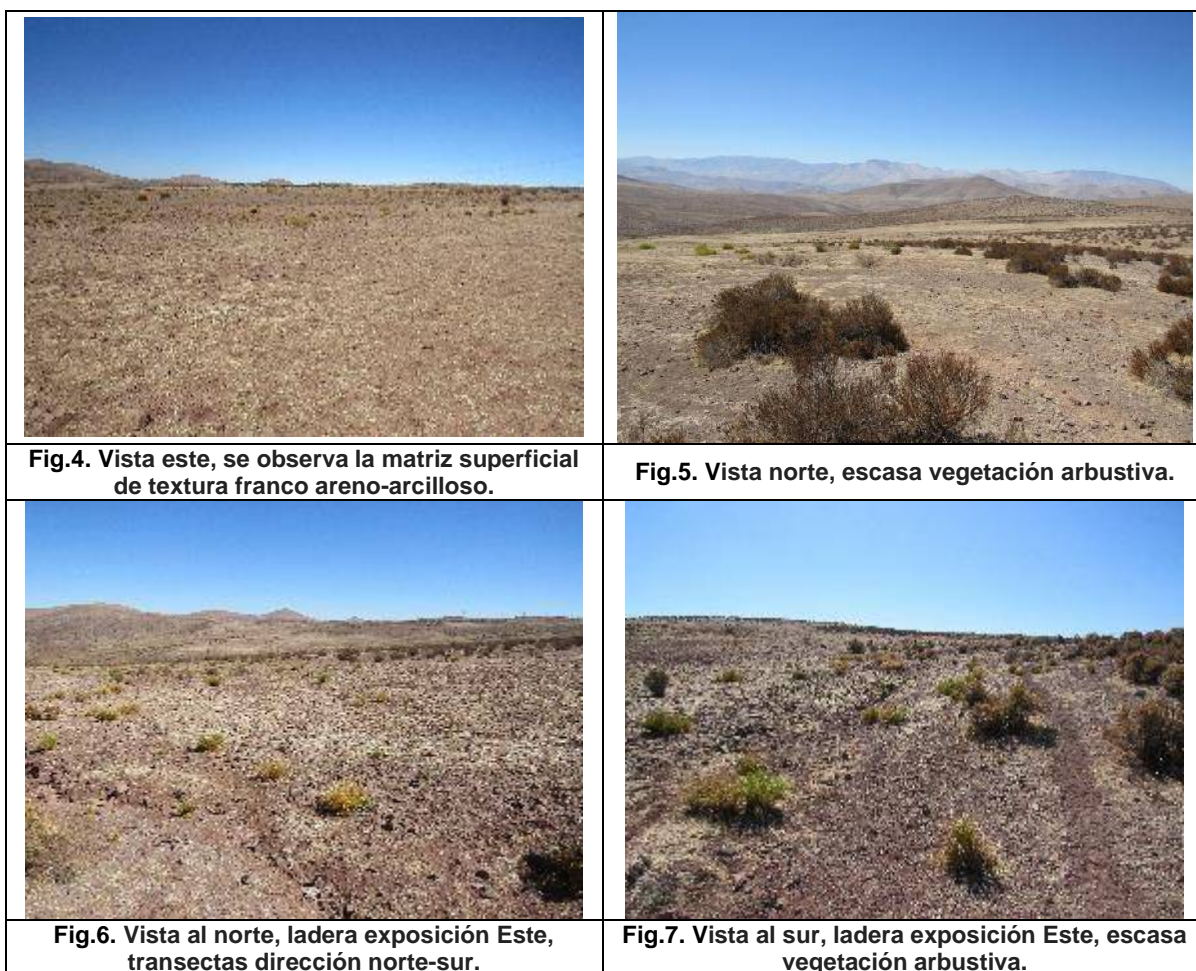 Fig.4. Vista este, se observa la matriz superficial
de textura franco areno-arcilloso.
Fig.5. Vista norte, escasa vegetación arbustiva.
Fig.6. Vista al norte, ladera exposición Este,
transectas dirección norte-sur.
Fig.7. Vista al sur, ladera exposición Este, escasa
vegetación arbustiva.